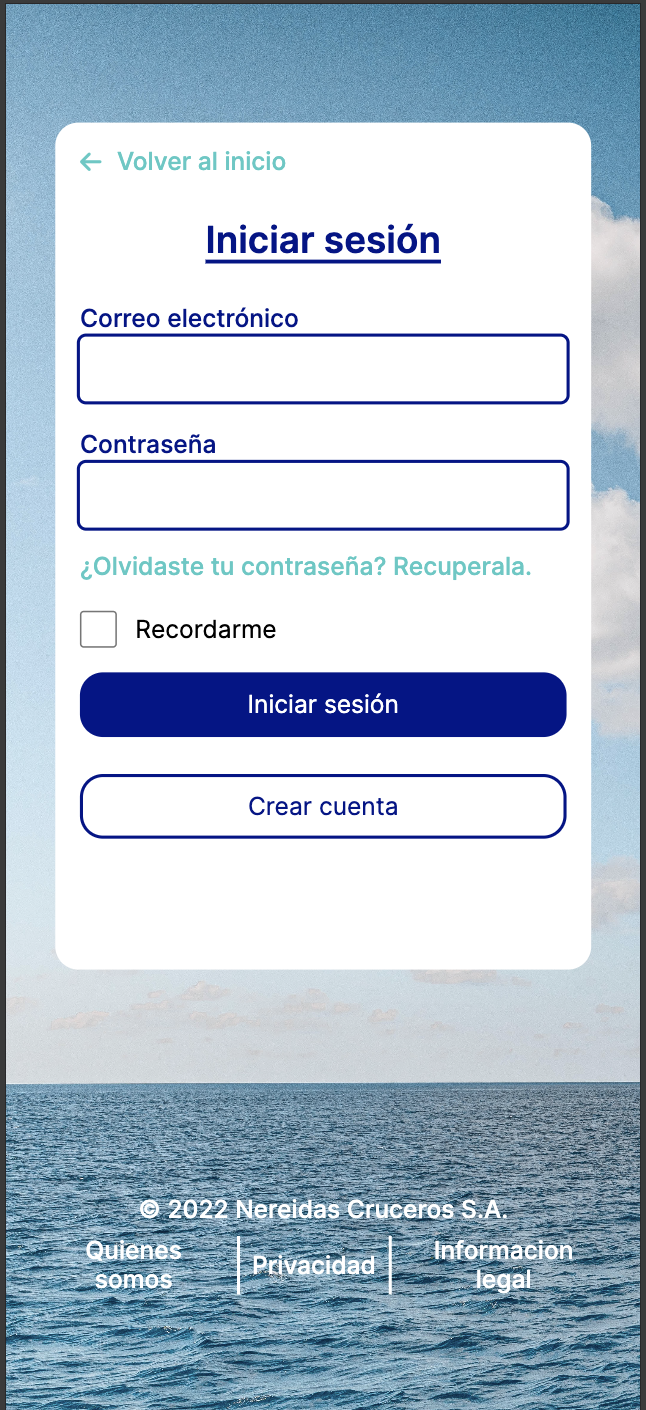 ← Volver al inicio
Iniciar sesión
Correo electrónico
Contraseña
¿Olvidaste tu contraseña? Recuperala.
Recordarme
Iniciar sesión
Crear cuenta
© 2022 Nereidas Cruceros S.A.
Quienes somos
Privacidad
Informacion legal